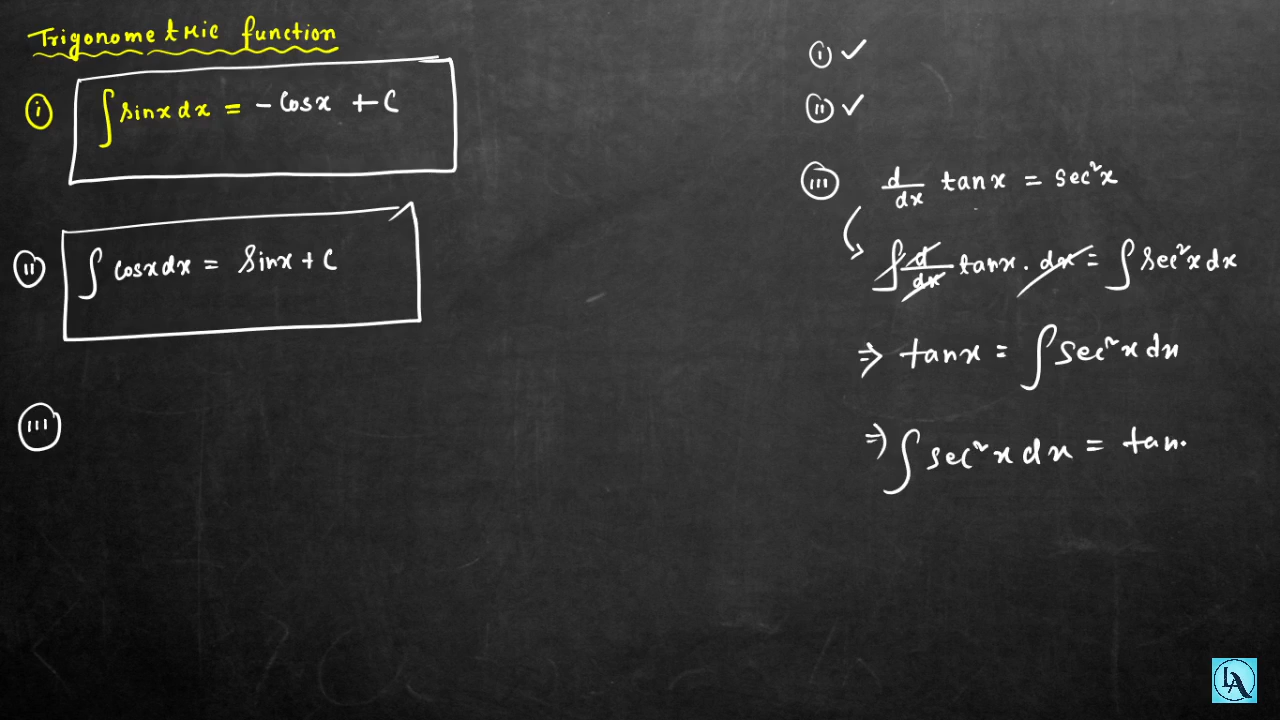 Trigonometric function
(i) ∫ sinx dx = - Cosx + C
(ii) ∫ Cosx dx = Sinx + C
(iii)
(i) ✓
(ii) ✓
(iii) d/dx tanx = sec²x
∫ d/dx tanx . dx = ∫ Sec²x dx
⇒ tanx = ∫ Sec²x dx
⇒ ∫ sec²x dx = tan
LA